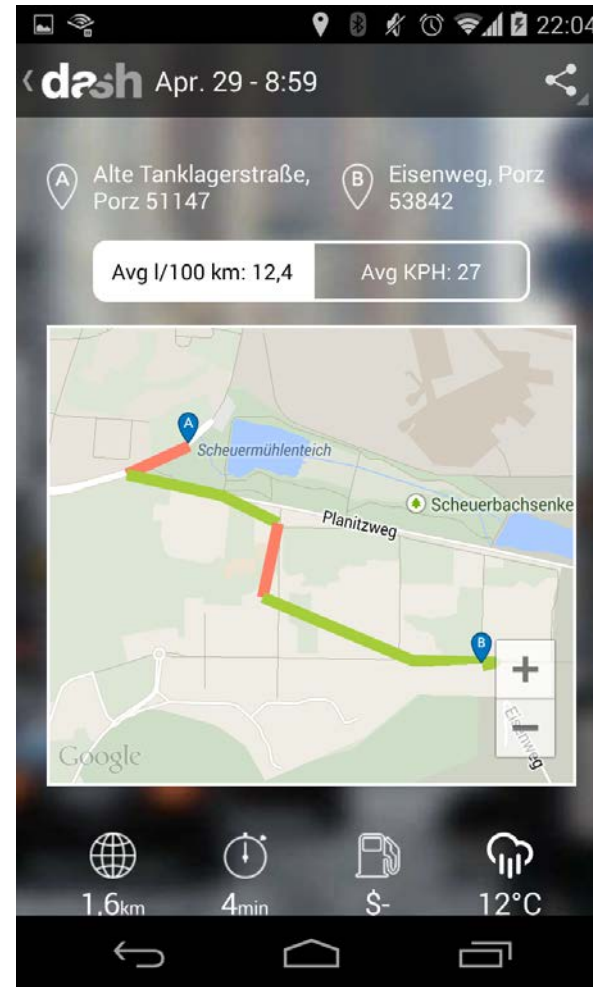 22:04
dash Apr. 29 - 8:59
A
Alte Tanklagerstraße,
Porz 51147
B
Eisenweg, Porz
53842
Avg l/100 km: 12,4
Avg KPH: 27
A
Scheuermühlenteich
Scheuerbachsenke
Planitzweg
B
+
−
Eisenweg
Google
1,6km
4min
$-
12°C